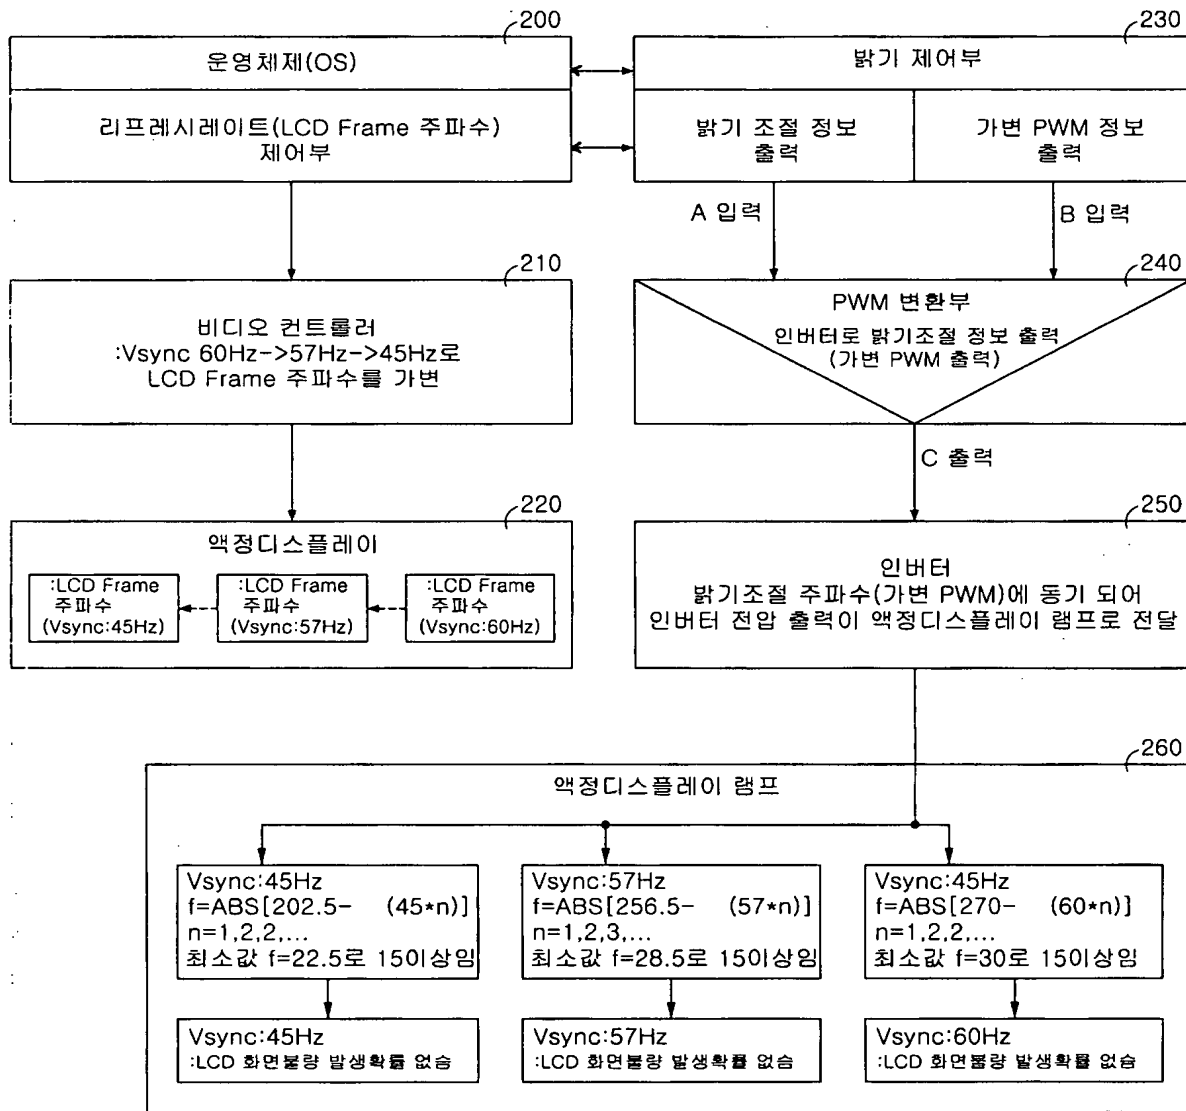 200
운영체제(OS)
리프레시레이트(LCD Frame 주파수)
제어부
230
밝기 제어부
밝기 조절 정보
출력
가변 PWM 정보
출력
A 입력
B 입력
210
비디오 컨트롤러
:Vsync 60Hz->57Hz->45Hz로
LCD Frame 주파수를 가변
240
PWM 변환부
인버터로 밝기조절 정보 출력
(가변 PWM 출력)
C 출력
220
액정디스플레이
:LCD Frame
주파수
(Vsync:45Hz)
:LCD Frame
주파수
(Vsync:57Hz)
:LCD Frame
주파수
(Vsync:60Hz)
250
인버터
밝기조절 주파수(가변 PWM)에 동기 되어
인버터 전압 출력이 액정디스플레이 램프로 전달
260
액정디스플레이 램프
Vsync:45Hz
f=ABS[202.5- (45*n)]
n=1,2,2,...
최소값 f=22.5로 15이상임
Vsync:57Hz
f=ABS[256.5- (57*n)]
n=1,2,3,...
최소값 f=28.5로 15이상임
Vsync:45Hz
f=ABS[270- (60*n)]
n=1,2,2,...
최소값 f=30로 15이상임
Vsync:45Hz
:LCD 화면불량 발생확률 없슴
Vsync:57Hz
:LCD 화면불량 발생확률 없슴
Vsync:60Hz
:LCD 화면불량 발생확률 없슴